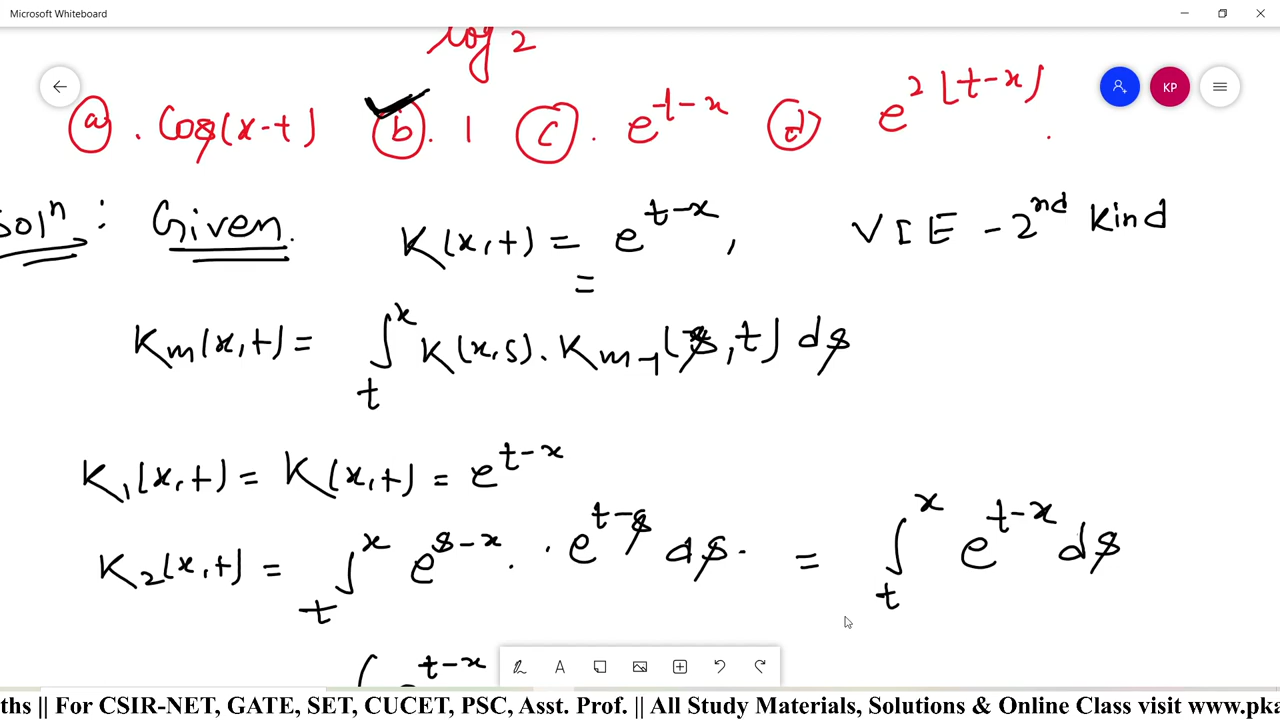 Microsoft Whiteboard
log 2
KP
(a). Cos(x-t) (b). 1 (c). e^{t-x} (d) e^{2(t-x)}.
Solⁿ: Given. K(x,t) = e^{t-x}, VIE - 2^{nd} Kind
=
K_m(x,t) = ∫_t^x K(x,s). K_{m-1}(s,t) ds
K_1(x,t) = K(x,t) = e^{t-x}
K_2(x,t) = ∫_t^x e^{s-x}. . e^{t-s} ds. = ∫_t^x e^{t-x} ds
t-x
ths || For CSIR-NET, GATE, SET, CUCET, PSC, Asst. Prof. || All Study Materials, Solutions & Online Class visit www.pka